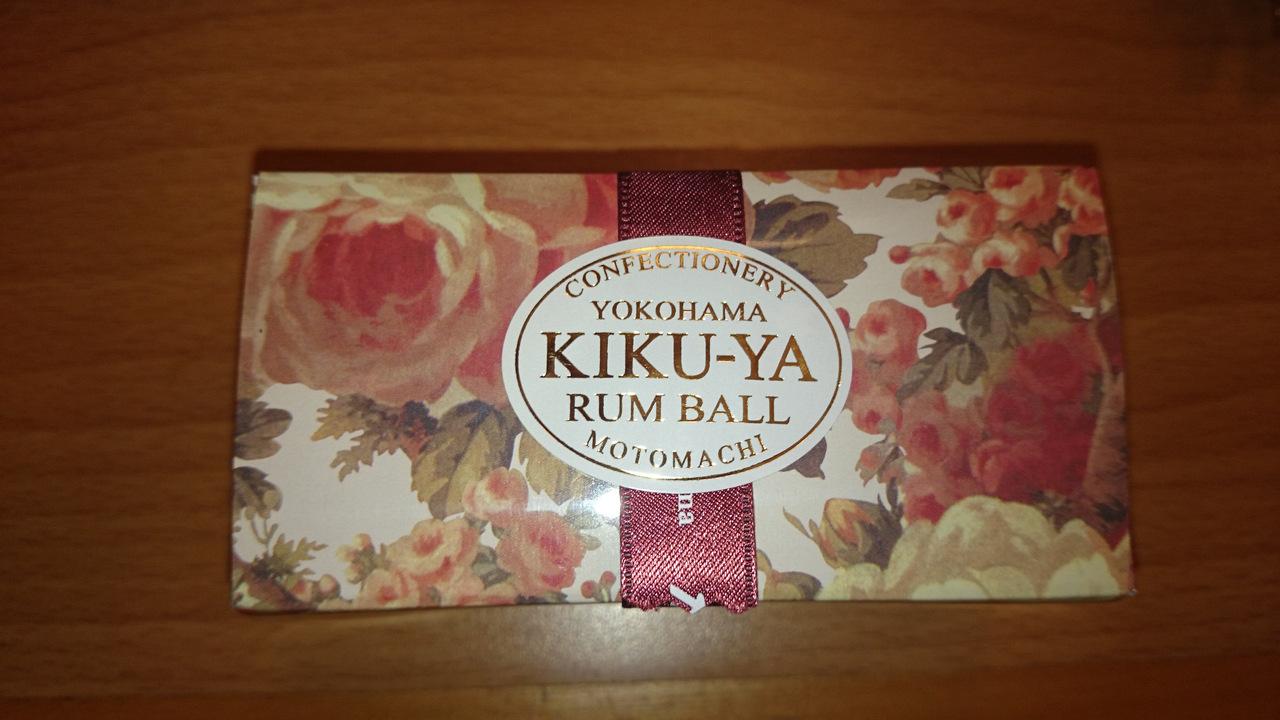 CONFECTIONERY
YOKOHAMA
KIKU-YA
RUM BALL
MOTOMACHI